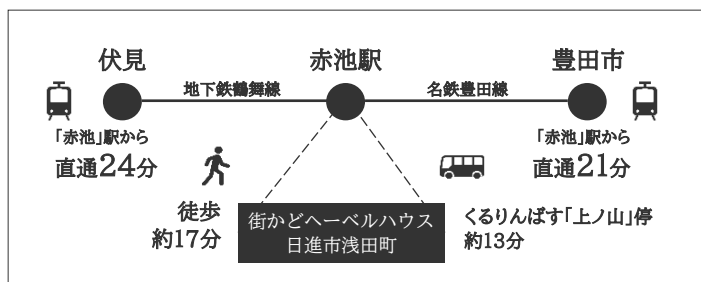 伏見
赤池駅
豊田市
地下鉄鶴舞線
名鉄豊田線
「赤池」駅から
直通24分
「赤池」駅から
直通21分
徒歩
約17分
街かどヘーベルハウス
日進市浅田町
くるりんばす「上ノ山」停
約13分